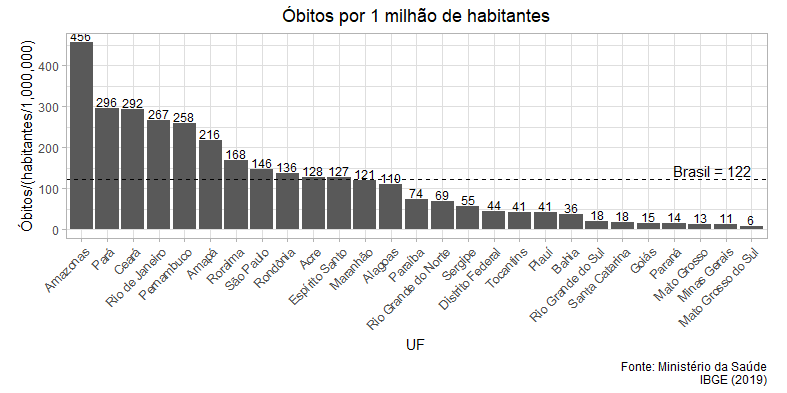 Óbitos por 1 milhão de habitantes
Óbitos/(habitantes/1,000,000)
400
300
200
100
0
456
296
292
267
258
216
168
146
136
128
127
121
110
74
69
55
44
41
41
36
18
18
15
14
13
11
6
Brasil = 122
Amazonas
Pará
Ceará
Rio de Janeiro
Pernambuco
Amapá
Roraima
São Paulo
Rondônia
Acre
Espírito Santo
Maranhão
Alagoas
Paraíba
Rio Grande do Norte
Sergipe
Distrito Federal
Tocantins
Piauí
Bahia
Rio Grande do Sul
Santa Catarina
Goiás
Paraná
Mato Grosso
Minas Gerais
Mato Grosso do Sul
UF
Fonte: Ministério da Saúde
IBGE (2019)